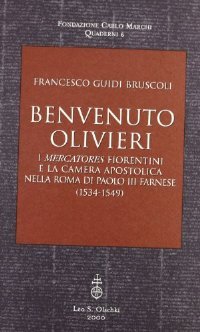 FONDAZIONE CARLO MARCHI
QUADERNI 6
FRANCESCO GUIDI BRUSCOLI
BENVENUTO
OLIVIERI
I MERCATORES FIORENTINI
E LA CAMERA APOSTOLICA
NELLA ROMA DI PAOLO III FARNESE
(1534-1549)
Leo S. Olschki
2000